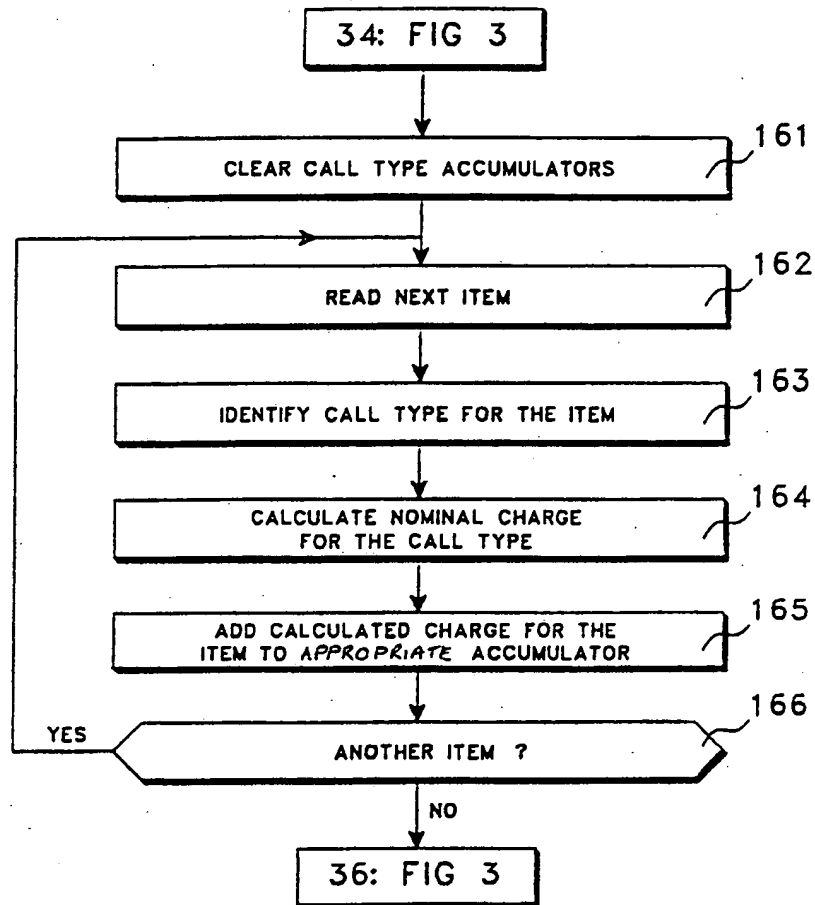 34: FIG 3
161
CLEAR CALL TYPE ACCUMULATORS
162
READ NEXT ITEM
163
IDENTIFY CALL TYPE FOR THE ITEM
164
CALCULATE NOMINAL CHARGE
FOR THE CALL TYPE
165
ADD CALCULATED CHARGE FOR THE
ITEM TO APPROPRIATE ACCUMULATOR
166
YES
ANOTHER ITEM ?
NO
36: FIG 3